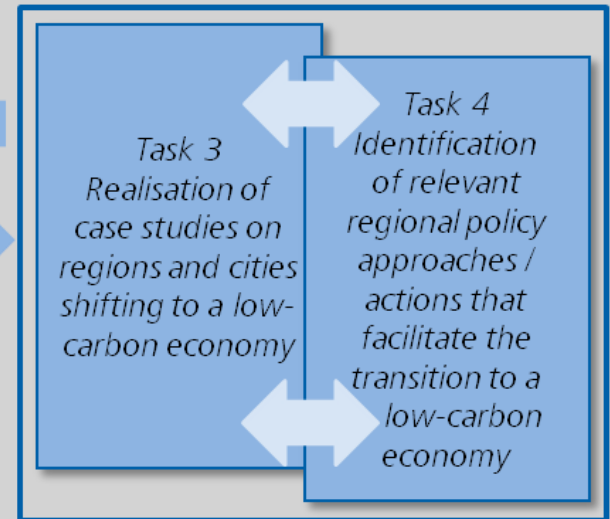 Task 3
Realisation of
case studies on
regions and cities
shifting to a low-
carbon economy
Task 4
Identification
of relevant
regional policy
approaches /
actions that
facilitate the
transition to a
low-carbon
economy